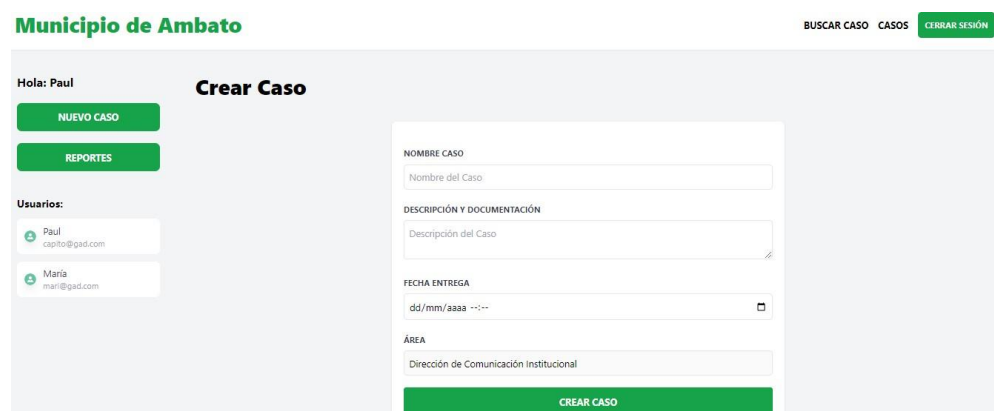 Municipio de Ambato
BUSCAR CASO CASOS CERRAR SESIÓN
Hola: Paul
NUEVO CASO
REPORTES
Usuarios:
Paul
capito@gad.com
María
mari@gad.com
Crear Caso
NOMBRE CASO
Nombre del Caso
DESCRIPCIÓN Y DOCUMENTACIÓN
Descripción del Caso
FECHA ENTREGA
dd/mm/aaaa --:--
ÁREA
Dirección de Comunicación Institucional
CREAR CASO